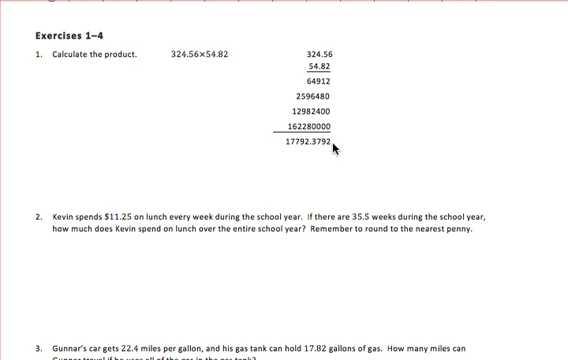 Exercises 1–4
1. Calculate the product. 324.56×54.82
324.56
54.82
64912
2596480
12982400
162280000
17792.3792
2. Kevin spends $11.25 on lunch every week during the school year. If there are 35.5 weeks during the school year,
how much does Kevin spend on lunch over the entire school year? Remember to round to the nearest penny.
3. Gunnar's car gets 22.4 miles per gallon, and his gas tank can hold 17.82 gallons of gas. How many miles can